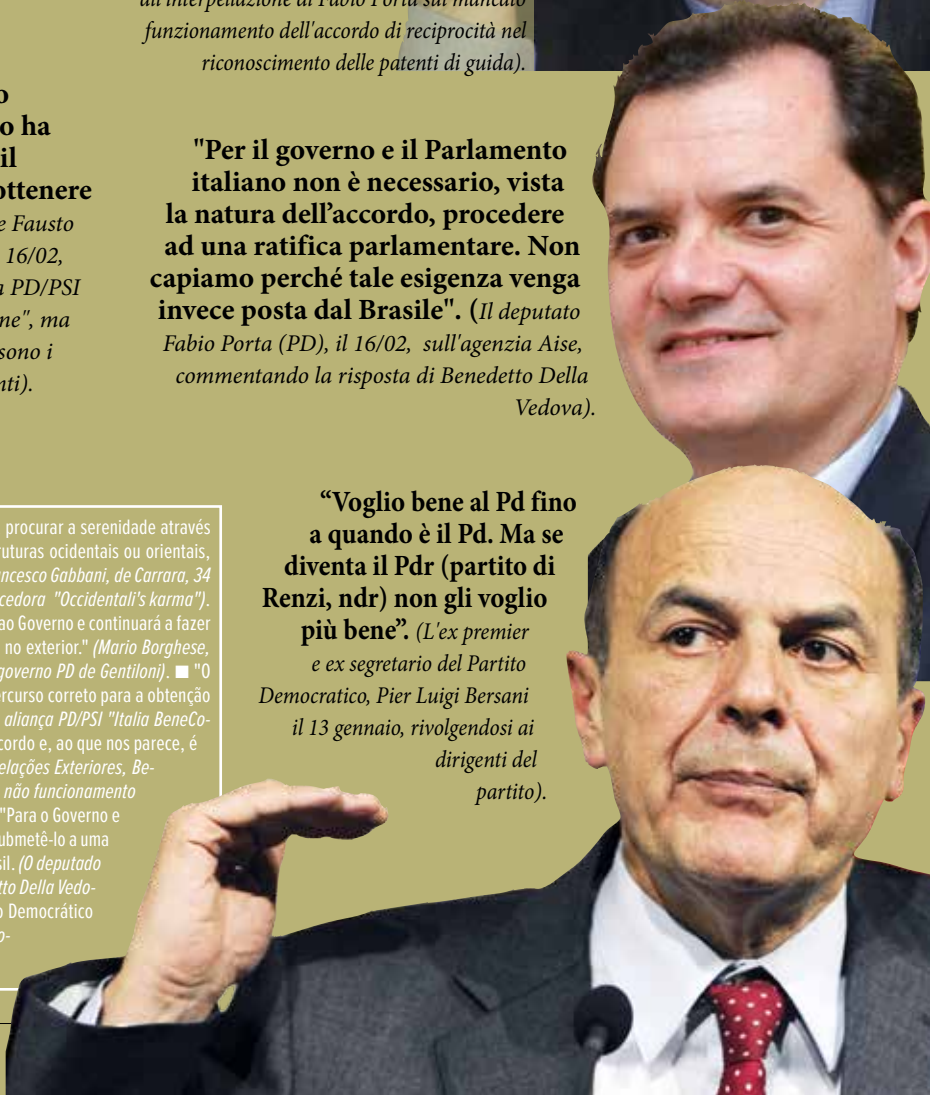 all'interpellazione di Fabio Porta sul mancato
funzionamento dell'accordo di reciprocità nel
riconoscimento delle patenti di guida).
o
o ha
il
ottenere
e Fausto
16/02,
a PD/PSI
ne", ma
sono i
nti).
"Per il governo e il Parlamento
italiano non è necessario, vista
la natura dell'accordo, procedere
ad una ratifica parlamentare. Non
capiamo perché tale esigenza venga
invece posta dal Brasile". (Il deputato
Fabio Porta (PD), il 16/02, sull'agenzia Aise,
commentando la risposta di Benedetto Della
Vedova).
“Voglio bene al Pd fino
a quando è il Pd. Ma se
diventa il Pdr (partito di
Renzi, ndr) non gli voglio
più bene”. (L'ex premier
e ex segretario del Partito
Democratico, Pier Luigi Bersani
il 13 gennaio, rivolgendosi ai
dirigenti del
partito).
procurar a serenidade através
ruturas ocidentais ou orientais,
ncesco Gabbani, de Carrara, 34
cedora "Occidentali's karma").
ao Governo e continuará a fazer
no exterior." (Mario Borghese,
governo PD de Gentiloni). ■ "O
ercurso correto para a obtenção
aliança PD/PSI "Italia BeneCo-
cordo e, ao que nos parece, é
elações Exteriores, Be-
não funcionamento
"Para o Governo e
ubmetê-lo a uma
sil. (O deputado
tto Della Vedo-
o Democrático
o-